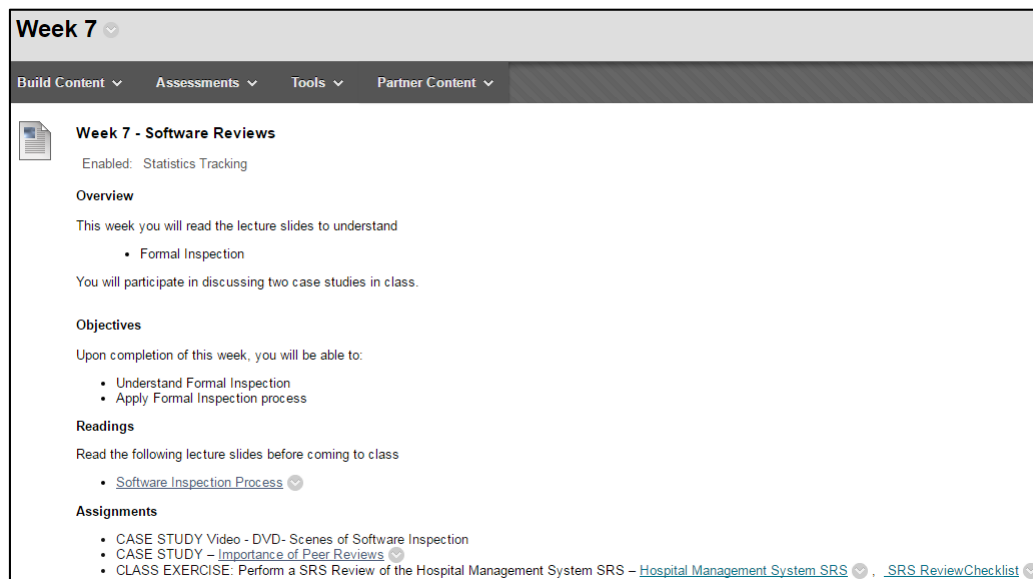 Week 7
Build Content Assessments Tools Partner Content
Week 7 - Software Reviews
Enabled: Statistics Tracking
Overview
This week you will read the lecture slides to understand
• Formal Inspection
You will participate in discussing two case studies in class.
Objectives
Upon completion of this week, you will be able to:
• Understand Formal Inspection
• Apply Formal Inspection process
Readings
Read the following lecture slides before coming to class
• Software Inspection Process
Assignments
• CASE STUDY Video - DVD- Scenes of Software Inspection
• CASE STUDY – Importance of Peer Reviews
• CLASS EXERCISE: Perform a SRS Review of the Hospital Management System SRS – Hospital Management System SRS , SRS ReviewChecklist